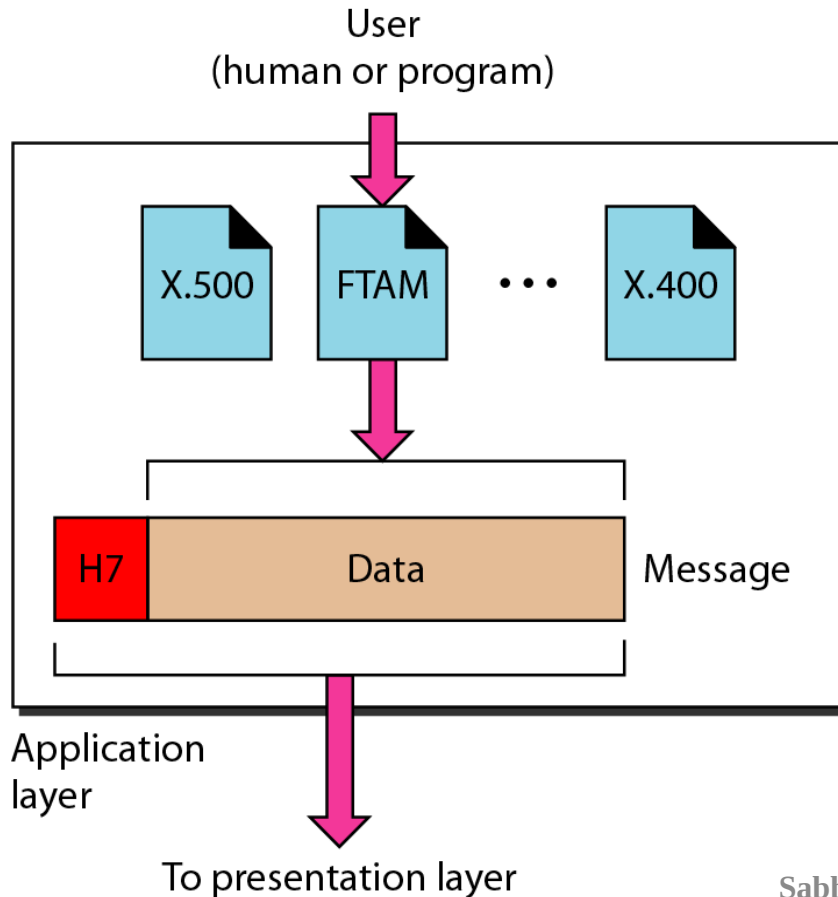 User
(human or program)
X.500
FTAM
...
X.400
H7
Data
Message
Application
layer
To presentation layer